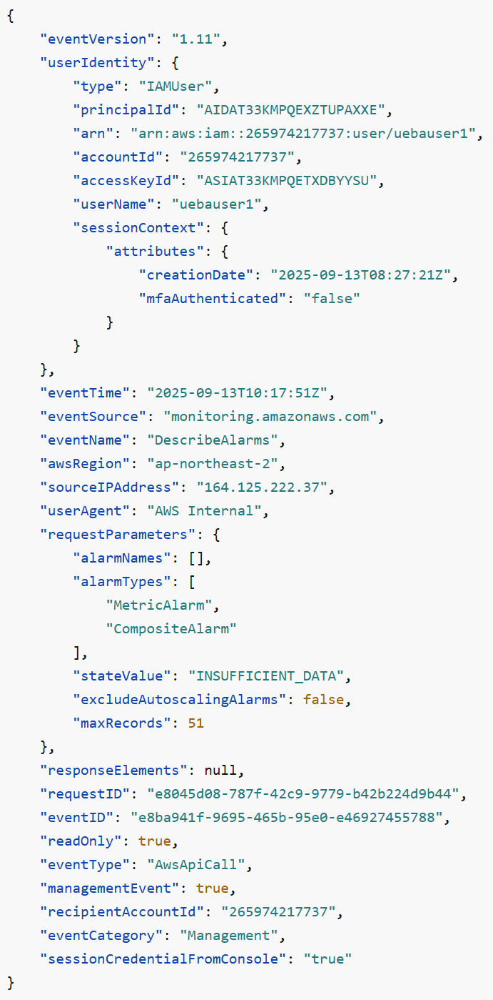 {
    "eventVersion": "1.11",
    "userIdentity": {
        "type": "IAMUser",
        "principalId": "AIDAT33KMPQEXZTUPAXXE",
        "arn": "arn:aws:iam::265974217737:user/uebauser1",
        "accountId": "265974217737",
        "accessKeyId": "ASIAT33KMPQETXDBYYSU",
        "userName": "uebauser1",
        "sessionContext": {
            "attributes": {
                "creationDate": "2025-09-13T08:27:21Z",
                "mfaAuthenticated": "false"
            }
        }
    },
    "eventTime": "2025-09-13T10:17:51Z",
    "eventSource": "monitoring.amazonaws.com",
    "eventName": "DescribeAlarms",
    "awsRegion": "ap-northeast-2",
    "sourceIPAddress": "164.125.222.37",
    "userAgent": "AWS Internal",
    "requestParameters": {
        "alarmNames": [],
        "alarmTypes": [
            "MetricAlarm",
            "CompositeAlarm"
        ],
        "stateValue": "INSUFFICIENT_DATA",
        "excludeAutoscalingAlarms": false,
        "maxRecords": 51
    },
    "responseElements": null,
    "requestID": "e8045d08-787f-42c9-9779-b42b224d9b44",
    "eventID": "e8ba941f-9695-465b-95e0-e46927455788",
    "readOnly": true,
    "eventType": "AwsApiCall",
    "managementEvent": true,
    "recipientAccountId": "265974217737",
    "eventCategory": "Management",
    "sessionCredentialFromConsole": "true"
}